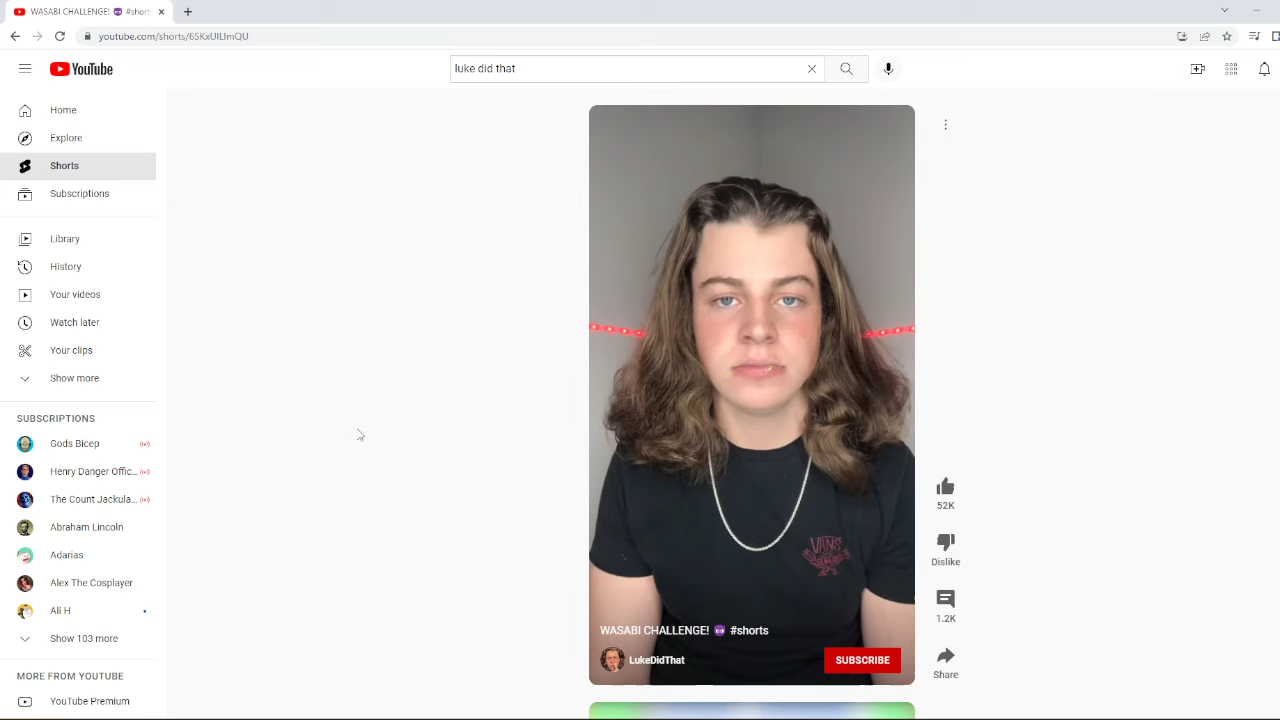 WASABI CHALLENGE! 😈 #shorts
youtube.com/shorts/6SKxUlLImQU
YouTube
luke did that
Home
Explore
Shorts
Subscriptions
Library
History
Your videos
Watch later
Your clips
Show more
SUBSCRIPTIONS
Gods Bicep
Henry Danger Offic...
The Count Jackula...
Abraham Lincoln
Adarias
Alex The Cosplayer
Ali H
Show 103 more
MORE FROM YOUTUBE
YouTube Premium
VANS
WASABI CHALLENGE! 😈 #shorts
LukeDidThat
SUBSCRIBE
52K
Dislike
1.2K
Share